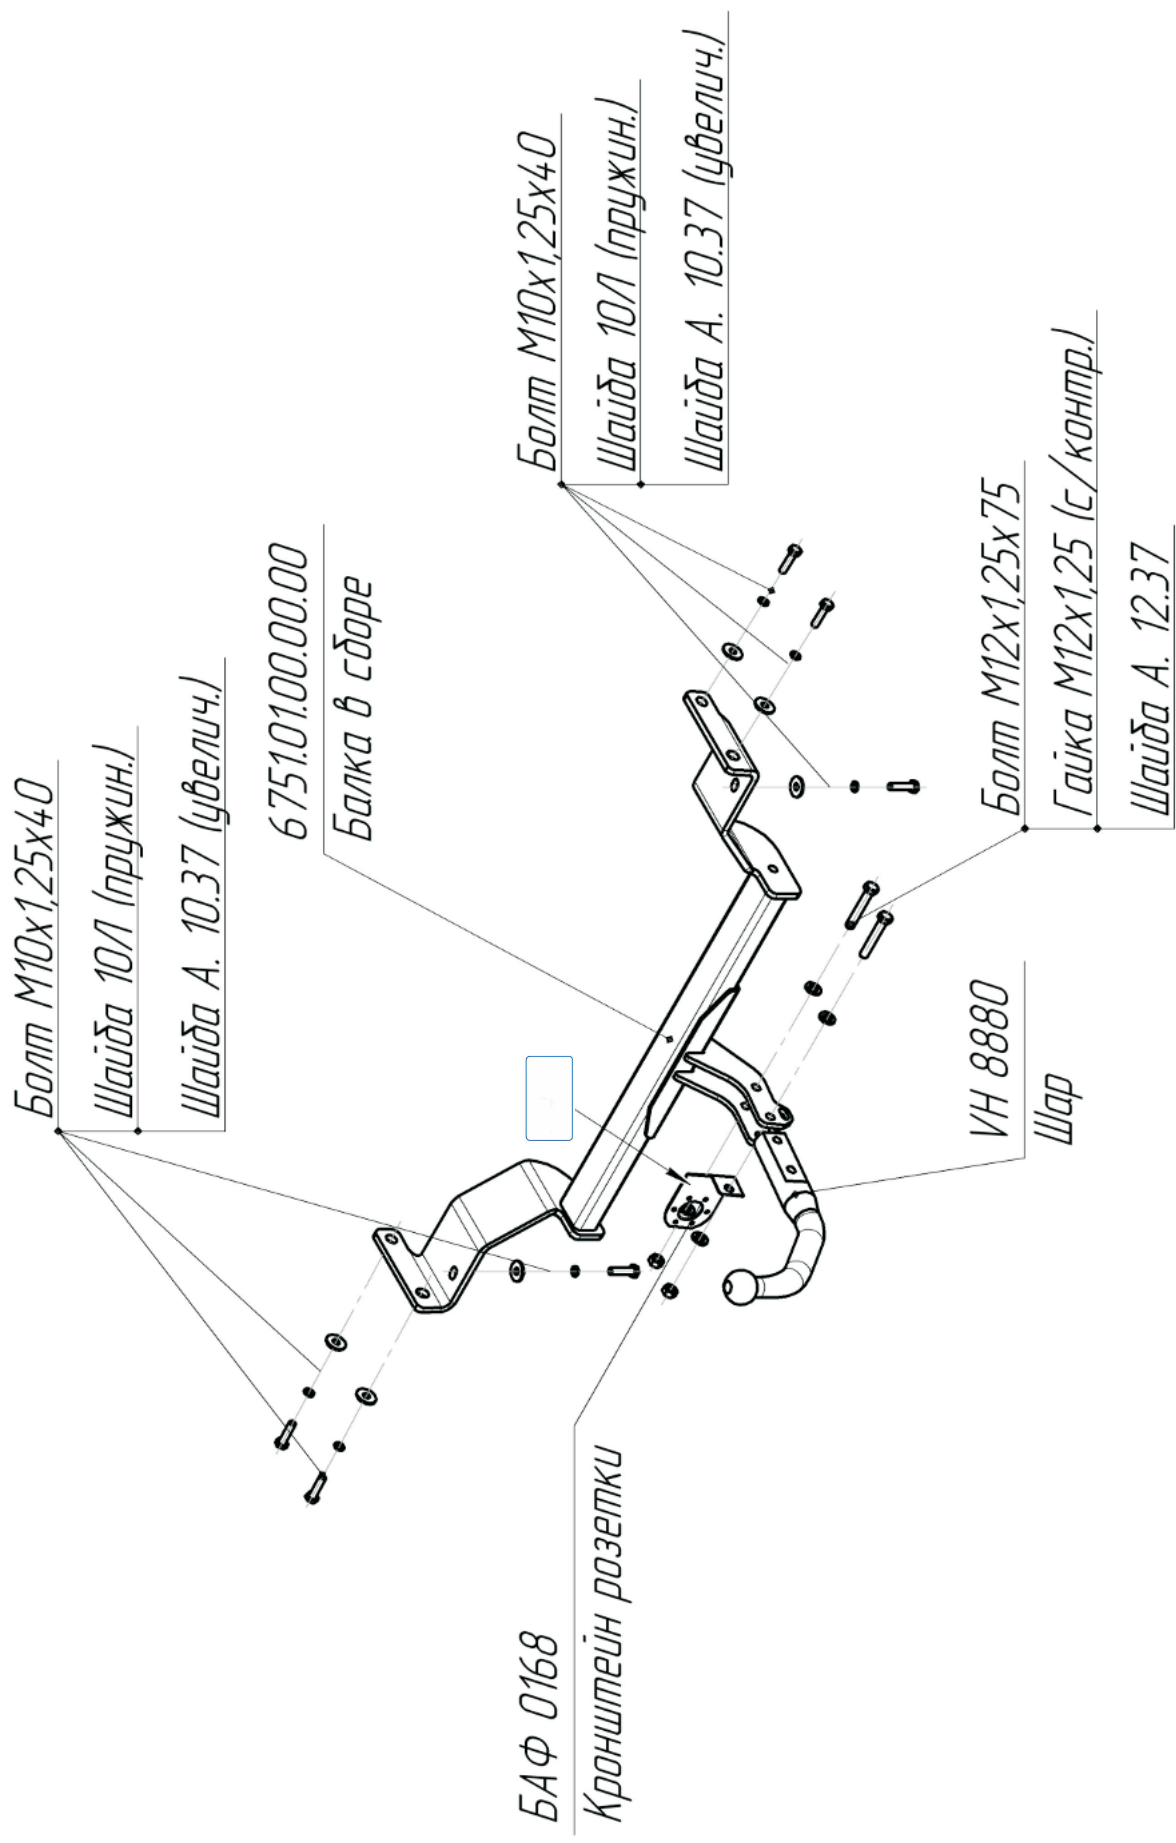 Болт М10х1,25х40
Шайба 10Л (пружин.)
Шайба А. 10.37 (увелич.)
6751.01.00.00.00
Балка в сборе
Болт М10х1,25х40
Шайба 10Л (пружин.)
Шайба А. 10.37 (увелич.)
БАФ 0168
Кронштейн розетки
VH 8880
Шар
Болт М12х1,25х75
Гайка М12х1,25 (с/контр.)
Шайба А. 12.37